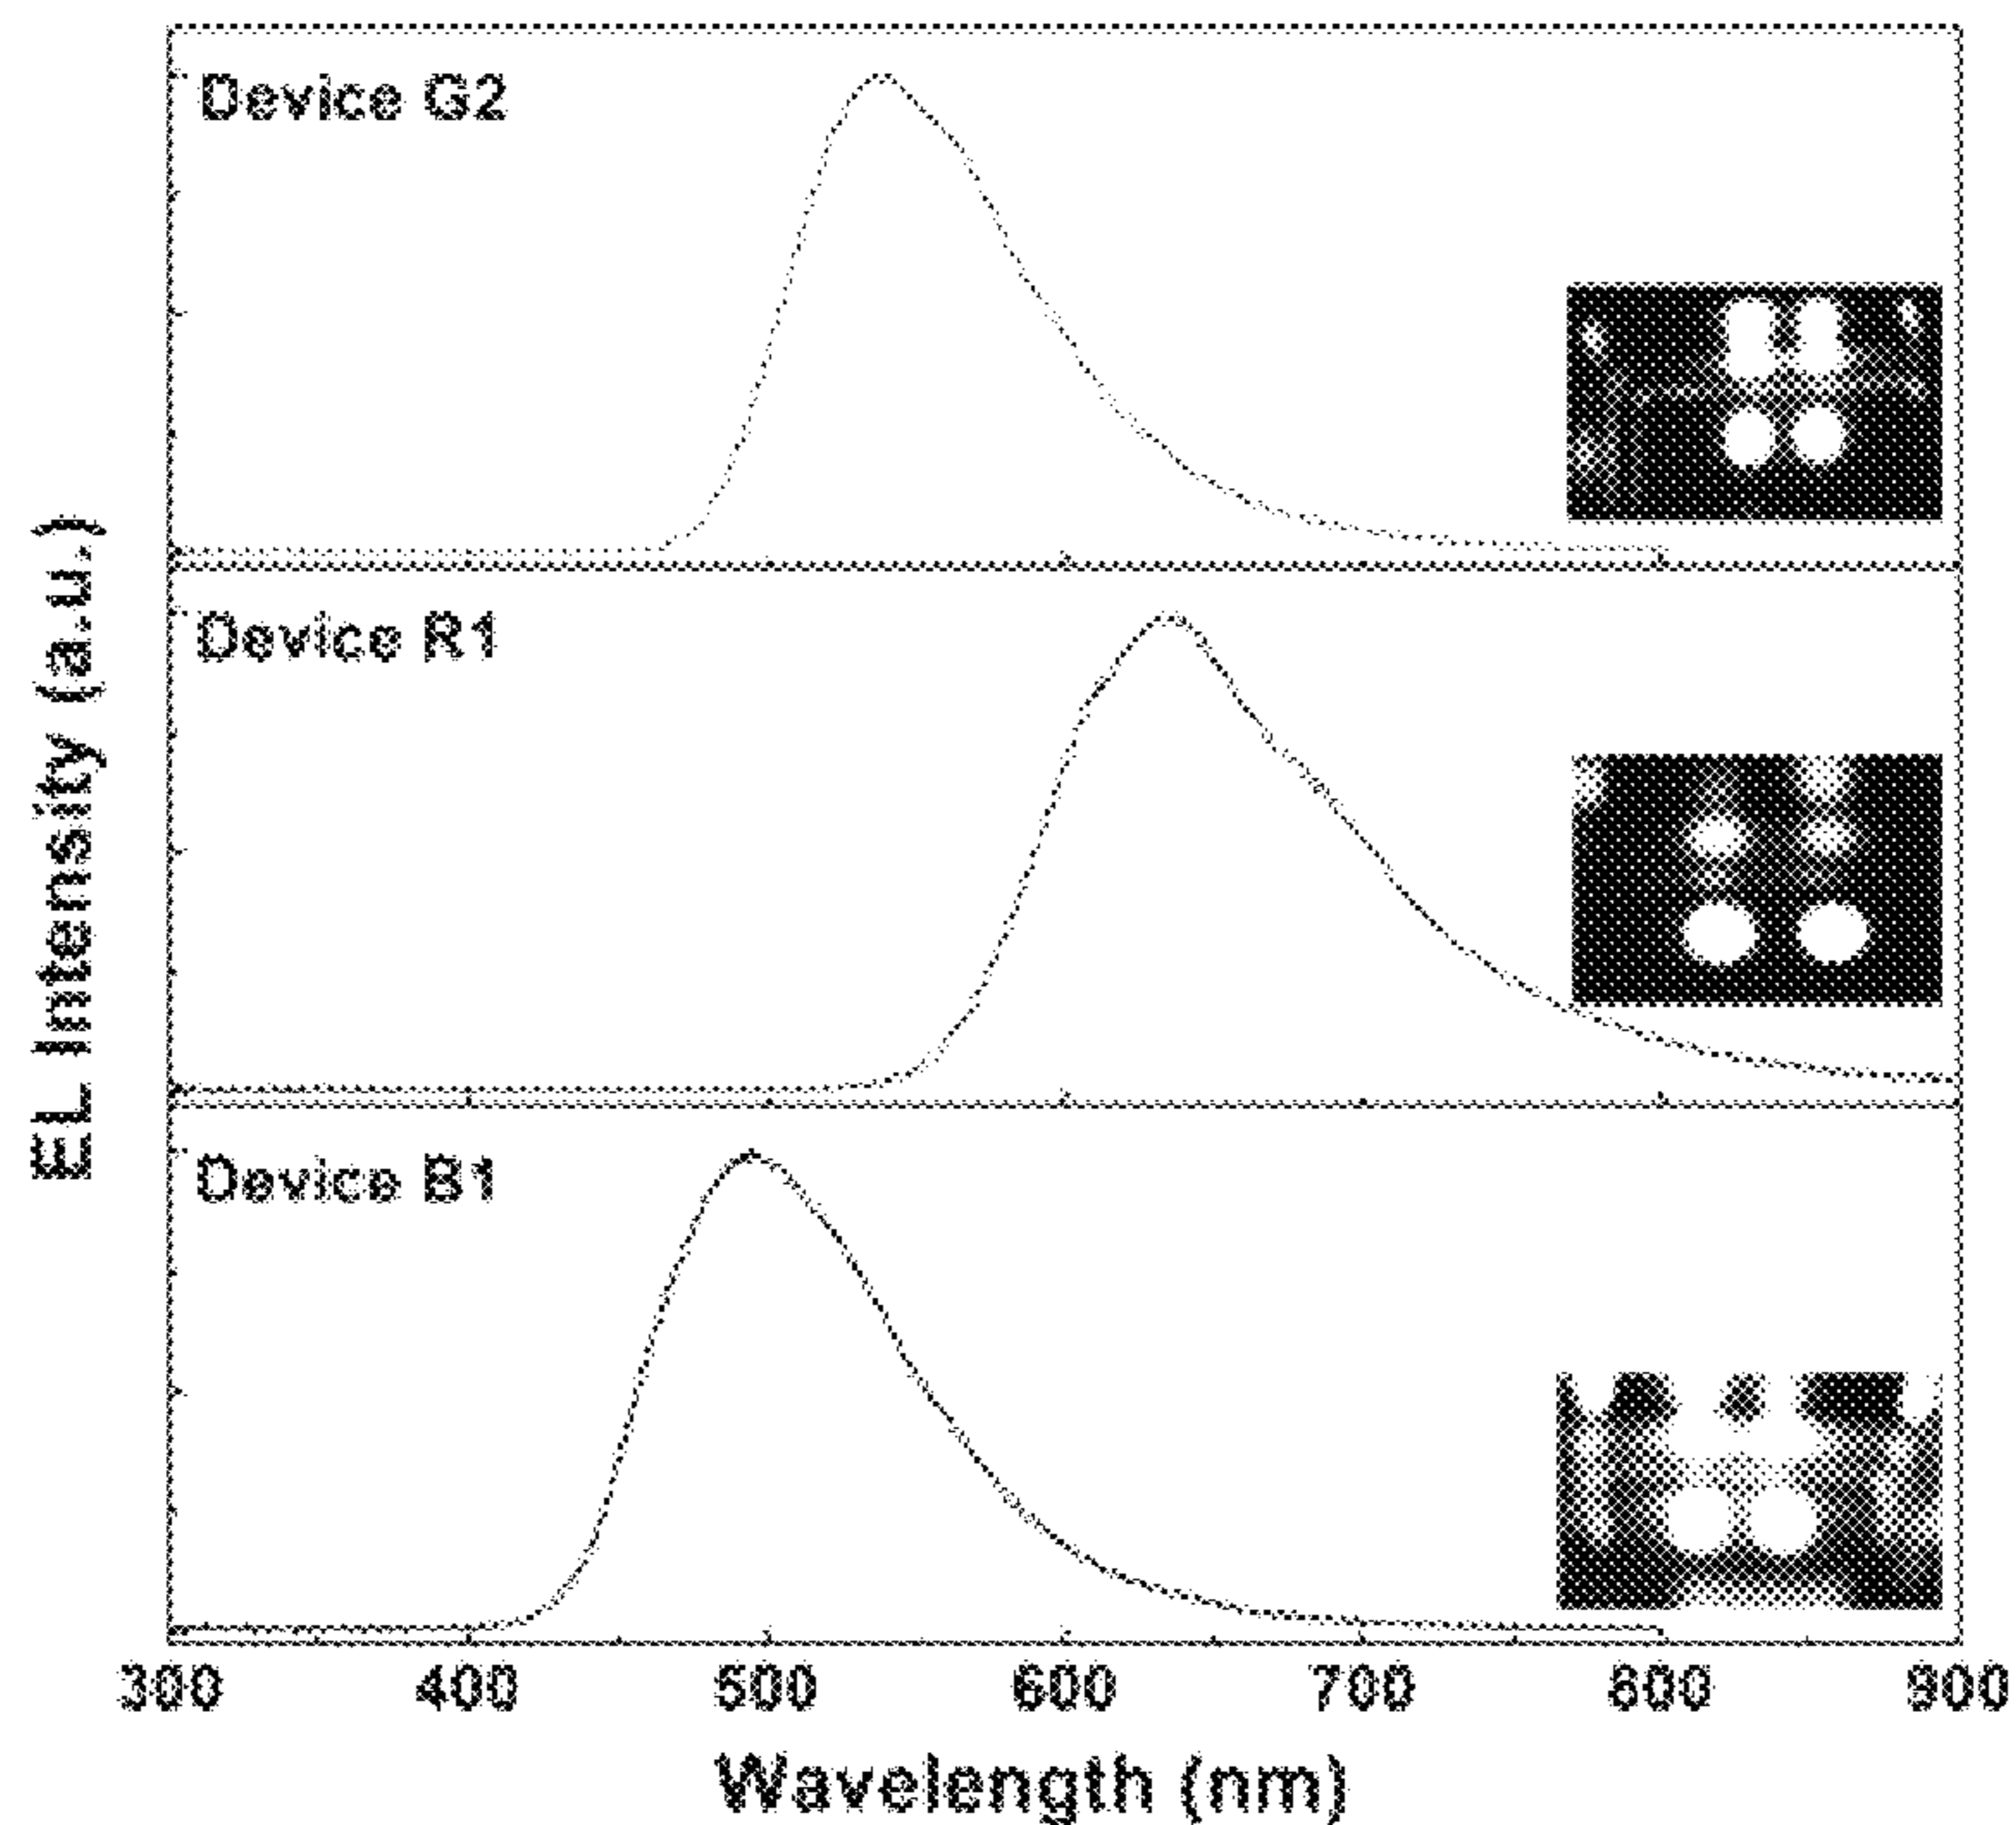 Device G2
Device R1
Device B1
EL Intensity (a.u.)
300 400 500 600 700 800 900
Wavelength (nm)